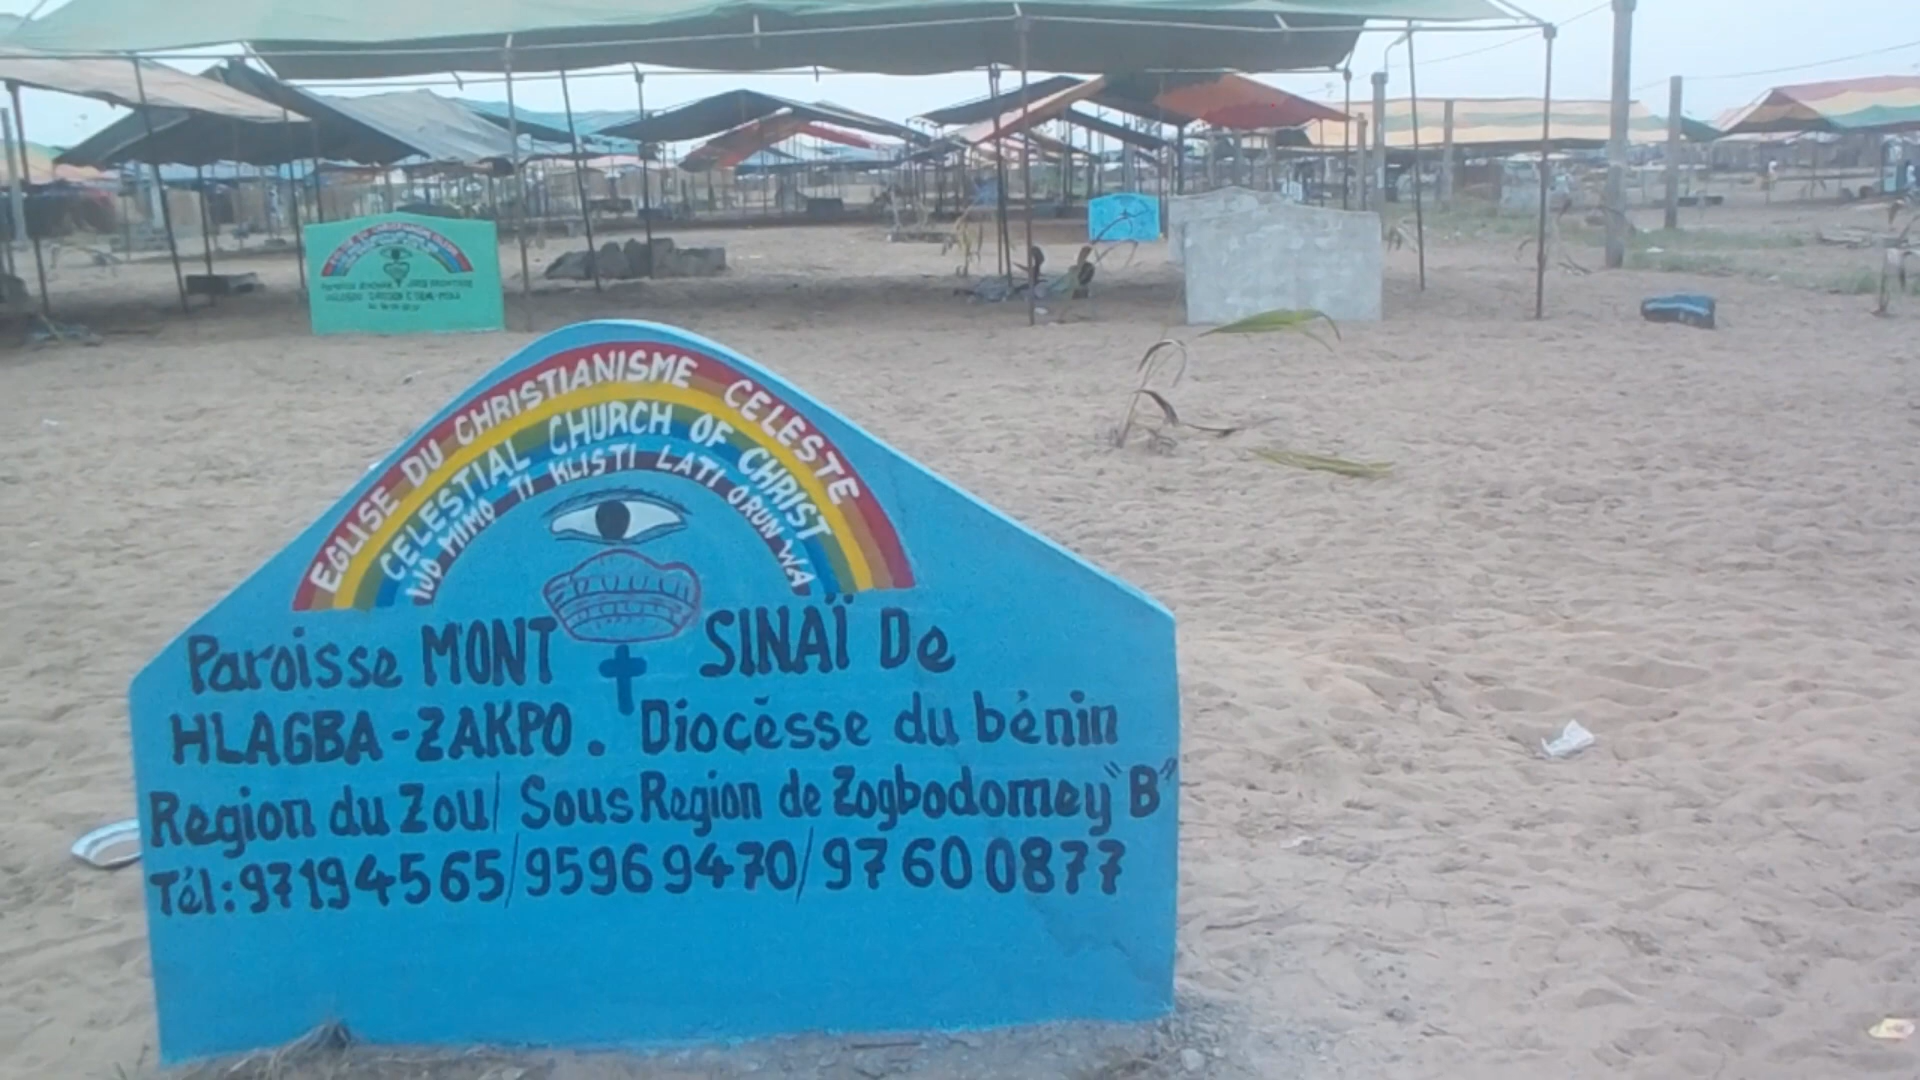 EGLISE DU CHRISTIANISME CELESTE
CELESTIAL CHURCH OF CHRIST
IJO MIMO TI KLISTI LATI ORUN WA
Paroisse MONT SINAÏ De
HLAGBA-ZAKPO. Diocèsse du bénin
Region du Zou/ Sous Region de Zogbodomey "B"
Tél: 97194565/95969470/97600877